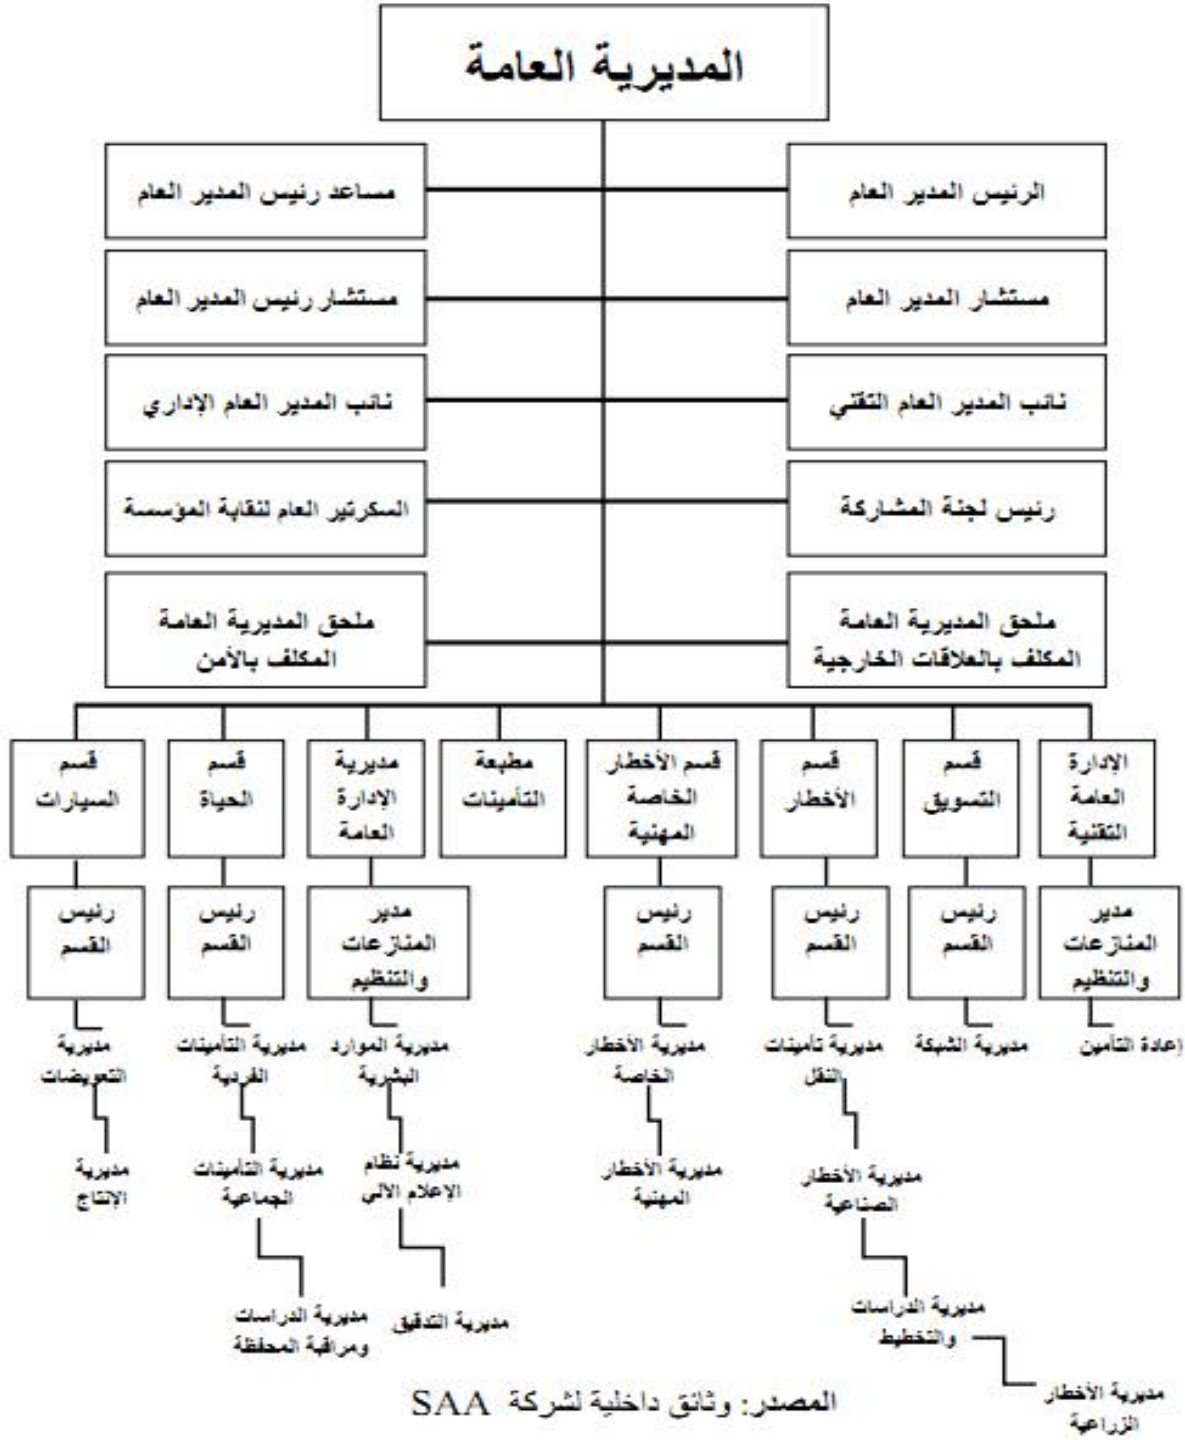 المديرية العامة
الرئيس المدير العام
مساعد رئيس المدير العام
مستشار المدير العام
مستشار رئيس المدير العام
نائب المدير العام التقني
نائب المدير العام الإداري
رئيس لجنة المشاركة
السكرتير العام لنقابة المؤسسة
ملحق المديرية العامة
المكلف بالعلاقات الخارجية
ملحق المديرية العامة
المكلف بالأمن
الإدارة
العامة
التقنية
قسم
التسويق
قسم
الأخطار
قسم الأخطار
الخاصة
المهنية
مطبعة
التأمينات
مديرية
الإدارة
العامة
قسم
الحياة
قسم
السيارات
مدير
المنازعات
والتنظيم
رئيس
القسم
رئيس
القسم
رئيس
القسم
مدير
المنازعات
والتنظيم
رئيس
القسم
رئيس
القسم
إعادة التأمين
مديرية الشبكة
مديرية تأمينات
النقل
مديرية الأخطار
الخاصة
مديرية الموارد
البشرية
مديرية التأمينات
الفردية
مديرية
التعويضات
مديرية الأخطار
الصناعية
مديرية الأخطار
المهنية
مديرية نظام
الإعلام الالي
مديرية التأمينات
الجماعية
مديرية
الإنتاج
مديرية الدراسات
والتخطيط
مديرية التدقيق
مديرية الدراسات
ومراقبة المحفظة
مديرية الأخطار
الزراعية
المصدر: وثائق داخلية لشركة SAA